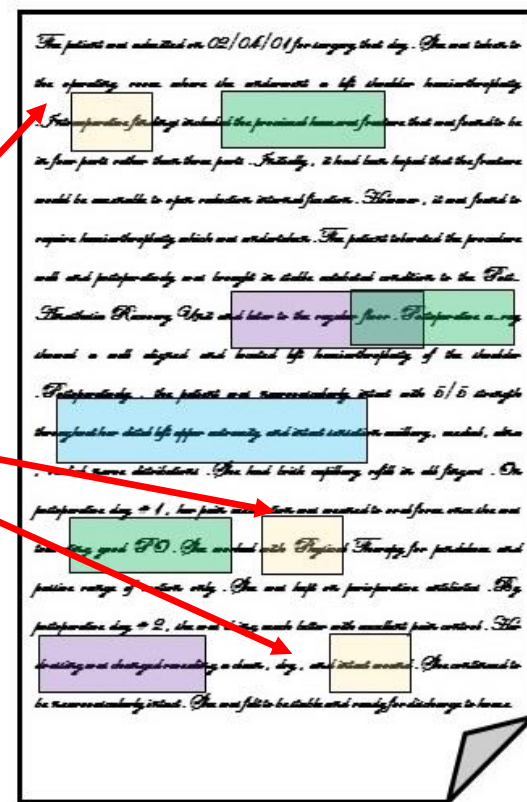 The patient was admitted on 02/04/01 for surgery that day . She was taken to
the operating room where she underwent a left shoulder hemiarthroplasty
. Intraoperative findings included the proximal humerus fracture that was found to be
in four parts rather than three parts . Initially , it had been hoped that the fracture
would be amenable to open reduction internal fixation . However , it was found to
require hemiarthroplasty which was undertaken . The patient tolerated the procedure
well and postoperatively was brought in stable extubated condition to the Post
Anesthesia Recovery Unit and later to the regular floor . Postoperative x-ray
showed a well aligned and located left hemiarthroplasty of the shoulder
. Postoperatively , the patient was neurovascularly intact with 5/5 strength
throughout her distal left upper extremity and intact sensation axillary , medial , ulnar
, radial nerve distributions . She had brisk capillary refill in all fingers . On
postoperative day # 1 , her pain medication was weaned to oral form once she was
tolerating good PO . She worked with Physical Therapy for pendulum and
passive range of motion only . She was kept on perioperative antibiotics . By
postoperative day # 2 , she was doing much better with excellent pain control . Her
dressing was changed revealing a clean , dry , and intact wound . She continued to
be neurovascularly intact . She was felt to be stable and ready for discharge to home